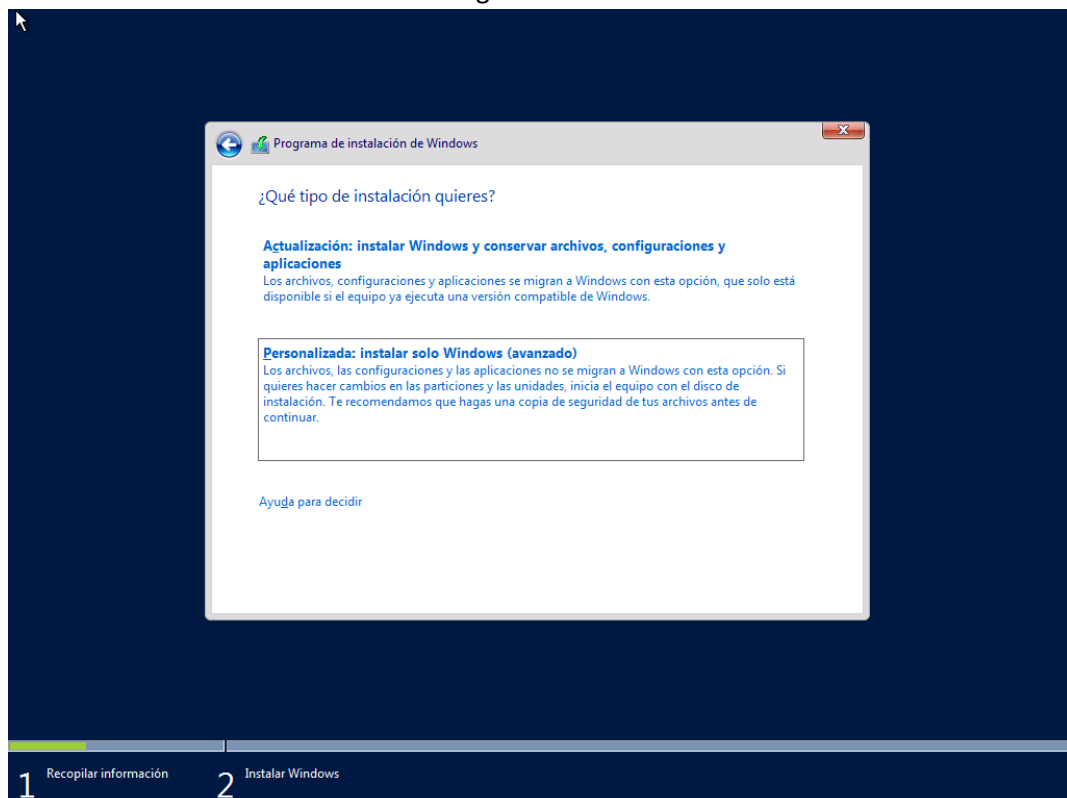 Programa de instalación de Windows
¿Qué tipo de instalación quieres?
Actualización: instalar Windows y conservar archivos, configuraciones y
aplicaciones
Los archivos, configuraciones y aplicaciones se migran a Windows con esta opción, que solo está
disponible si el equipo ya ejecuta una versión compatible de Windows.
Personalizada: instalar solo Windows (avanzado)
Los archivos, las configuraciones y las aplicaciones no se migran a Windows con esta opción. Si
quieres hacer cambios en las particiones y las unidades, inicia el equipo con el disco de
instalación. Te recomendamos que hagas una copia de seguridad de tus archivos antes de
continuar.
Ayuda para decidir
1 Recopilar información
2 Instalar Windows